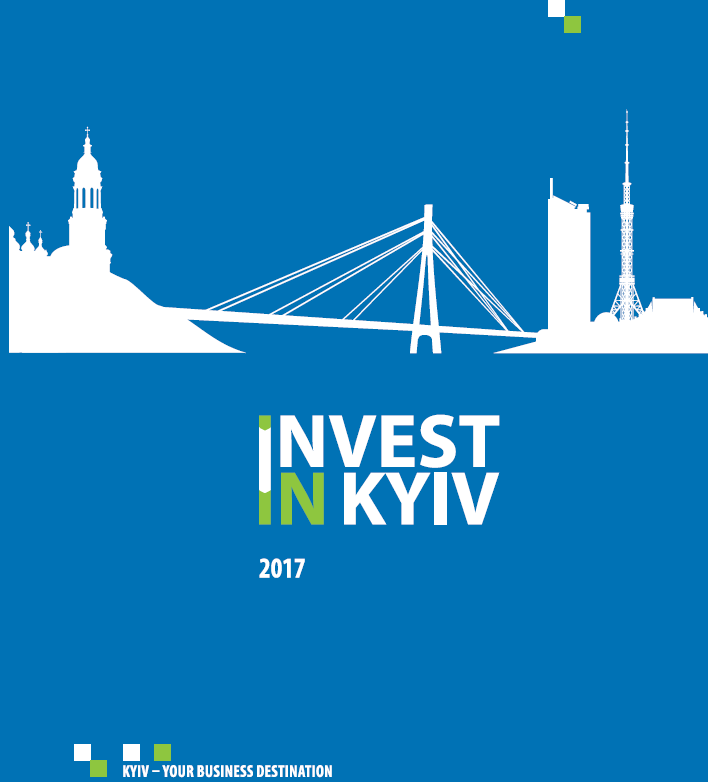 INVEST
IN KYIV
2017
KYIV – YOUR BUSINESS DESTINATION